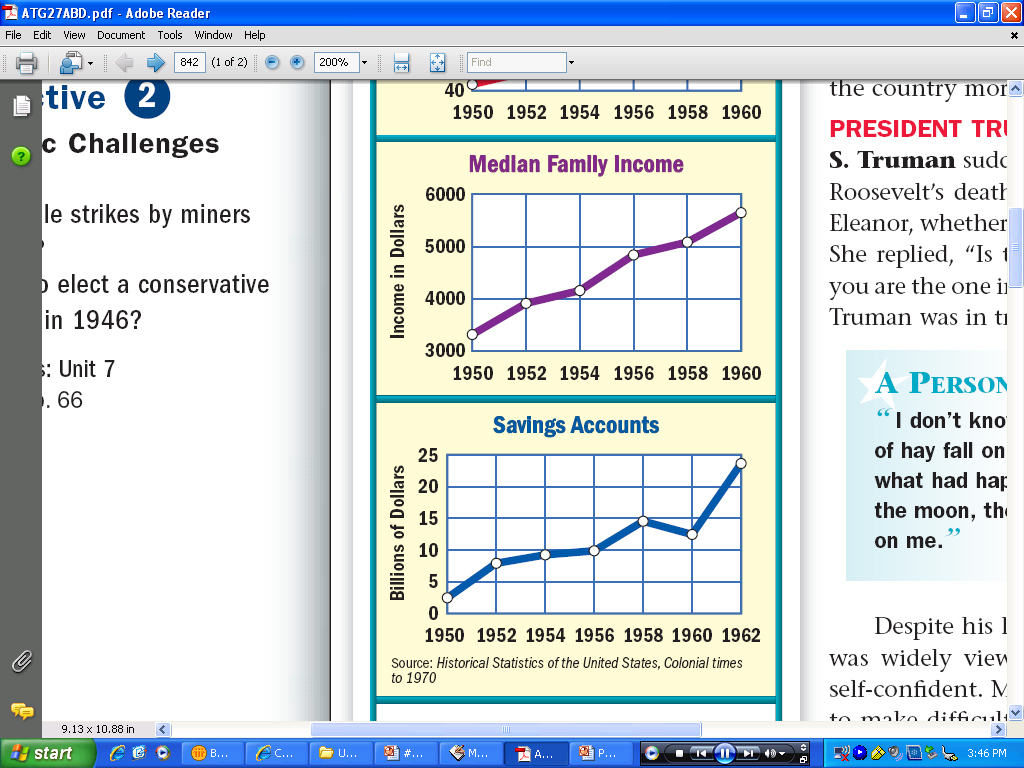 ATG27ABD.pdf - Adobe Reader
File Edit View Document Tools Window Help
842 (1 of 2) 200% Find
ctive 2
c Challenges
le strikes by miners
?
o elect a conservative
in 1946?
s: Unit 7
p. 66
40
1950 1952 1954 1956 1958 1960
Median Family Income
Income in Dollars
6000
5000
4000
3000
1950 1952 1954 1956 1958 1960
Savings Accounts
Billions of Dollars
25
20
15
10
5
0
1950 1952 1954 1956 1958 1960 1962
Source: Historical Statistics of the United States, Colonial times
to 1970
the country mor
PRESIDENT TRU
S. Truman sudd
Roosevelt's death
Eleanor, whether
She replied, "Is t
you are the one in
Truman was in tr
A PERSON
"I don't kno
of hay fall on
what had hap
the moon, the
on me."
Despite his l
was widely view
self-confident. M
to make difficult
9.13 x 10.88 in
start B... C... U... #... M... A... P... 3:46 PM